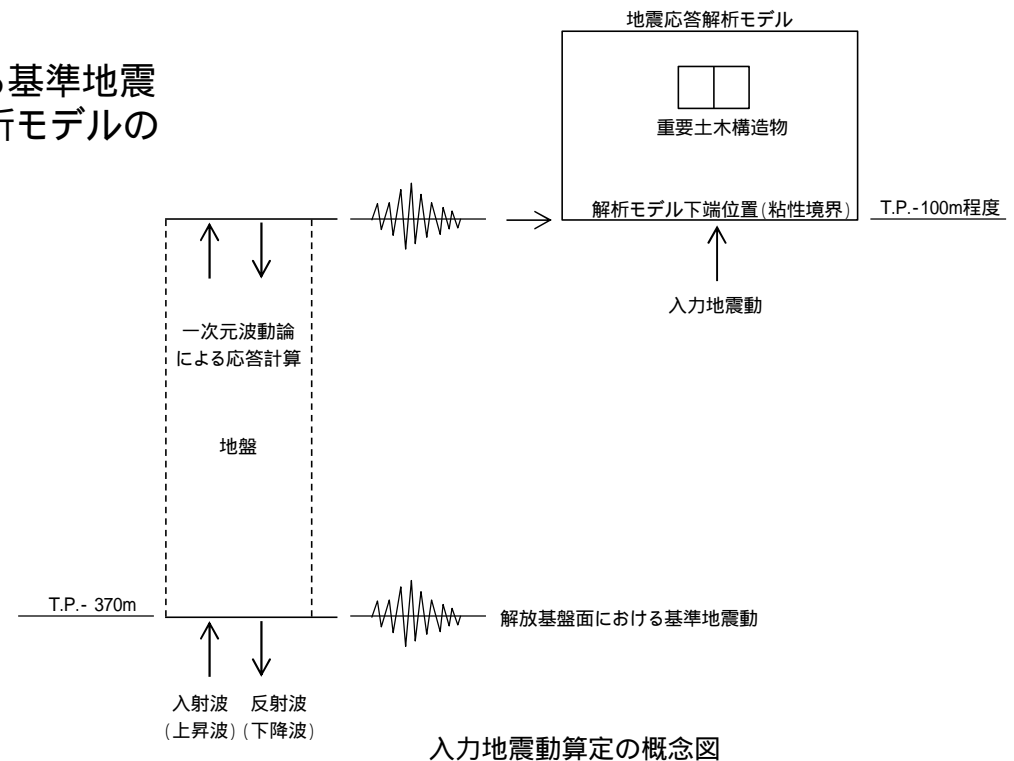 地震応答解析モデル
る基準地震
析モデルの
重要土木構造物
解析モデル下端位置(粘性境界)
T.P.-100m程度
入力地震動
一次元波動論
による応答計算
地盤
T.P.- 370m
解放基盤面における基準地震動
入射波 反射波
(上昇波) (下降波)
入力地震動算定の概念図